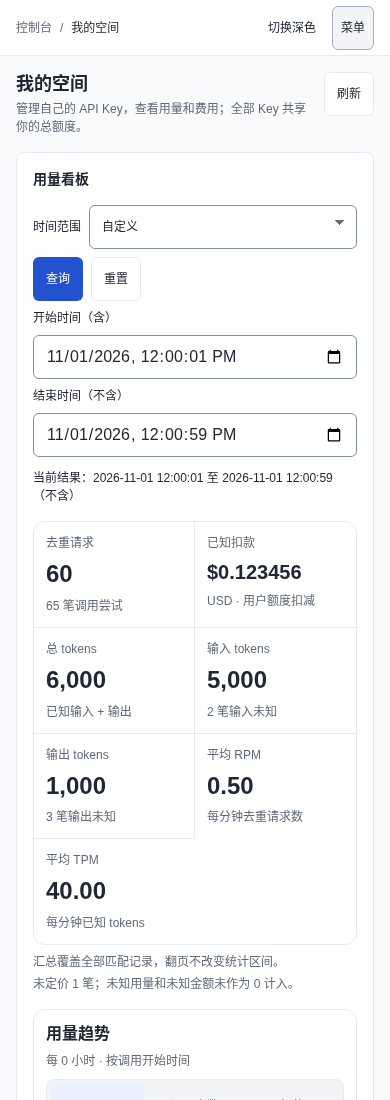 控制台 / 我的空间
切换深色
菜单
我的空间
管理自己的 API Key，查看用量和费用；全部 Key 共享
你的总额度。
刷新
用量看板
时间范围
自定义
查询
重置
开始时间（含）
11/01/2026, 12:00:01 PM
结束时间（不含）
11/01/2026, 12:00:59 PM
当前结果：2026-11-01 12:00:01 至 2026-11-01 12:00:59
（不含）
去重请求
60
65 笔调用尝试
已知扣款
$0.123456
USD · 用户额度扣减
总 tokens
6,000
已知输入 + 输出
输入 tokens
5,000
2 笔输入未知
输出 tokens
1,000
3 笔输出未知
平均 RPM
0.50
每分钟去重请求数
平均 TPM
40.00
每分钟已知 tokens
汇总覆盖全部匹配记录，翻页不改变统计区间。
未定价 1 笔；未知用量和未知金额未作为 0 计入。
用量趋势
每 0 小时 · 按调用开始时间